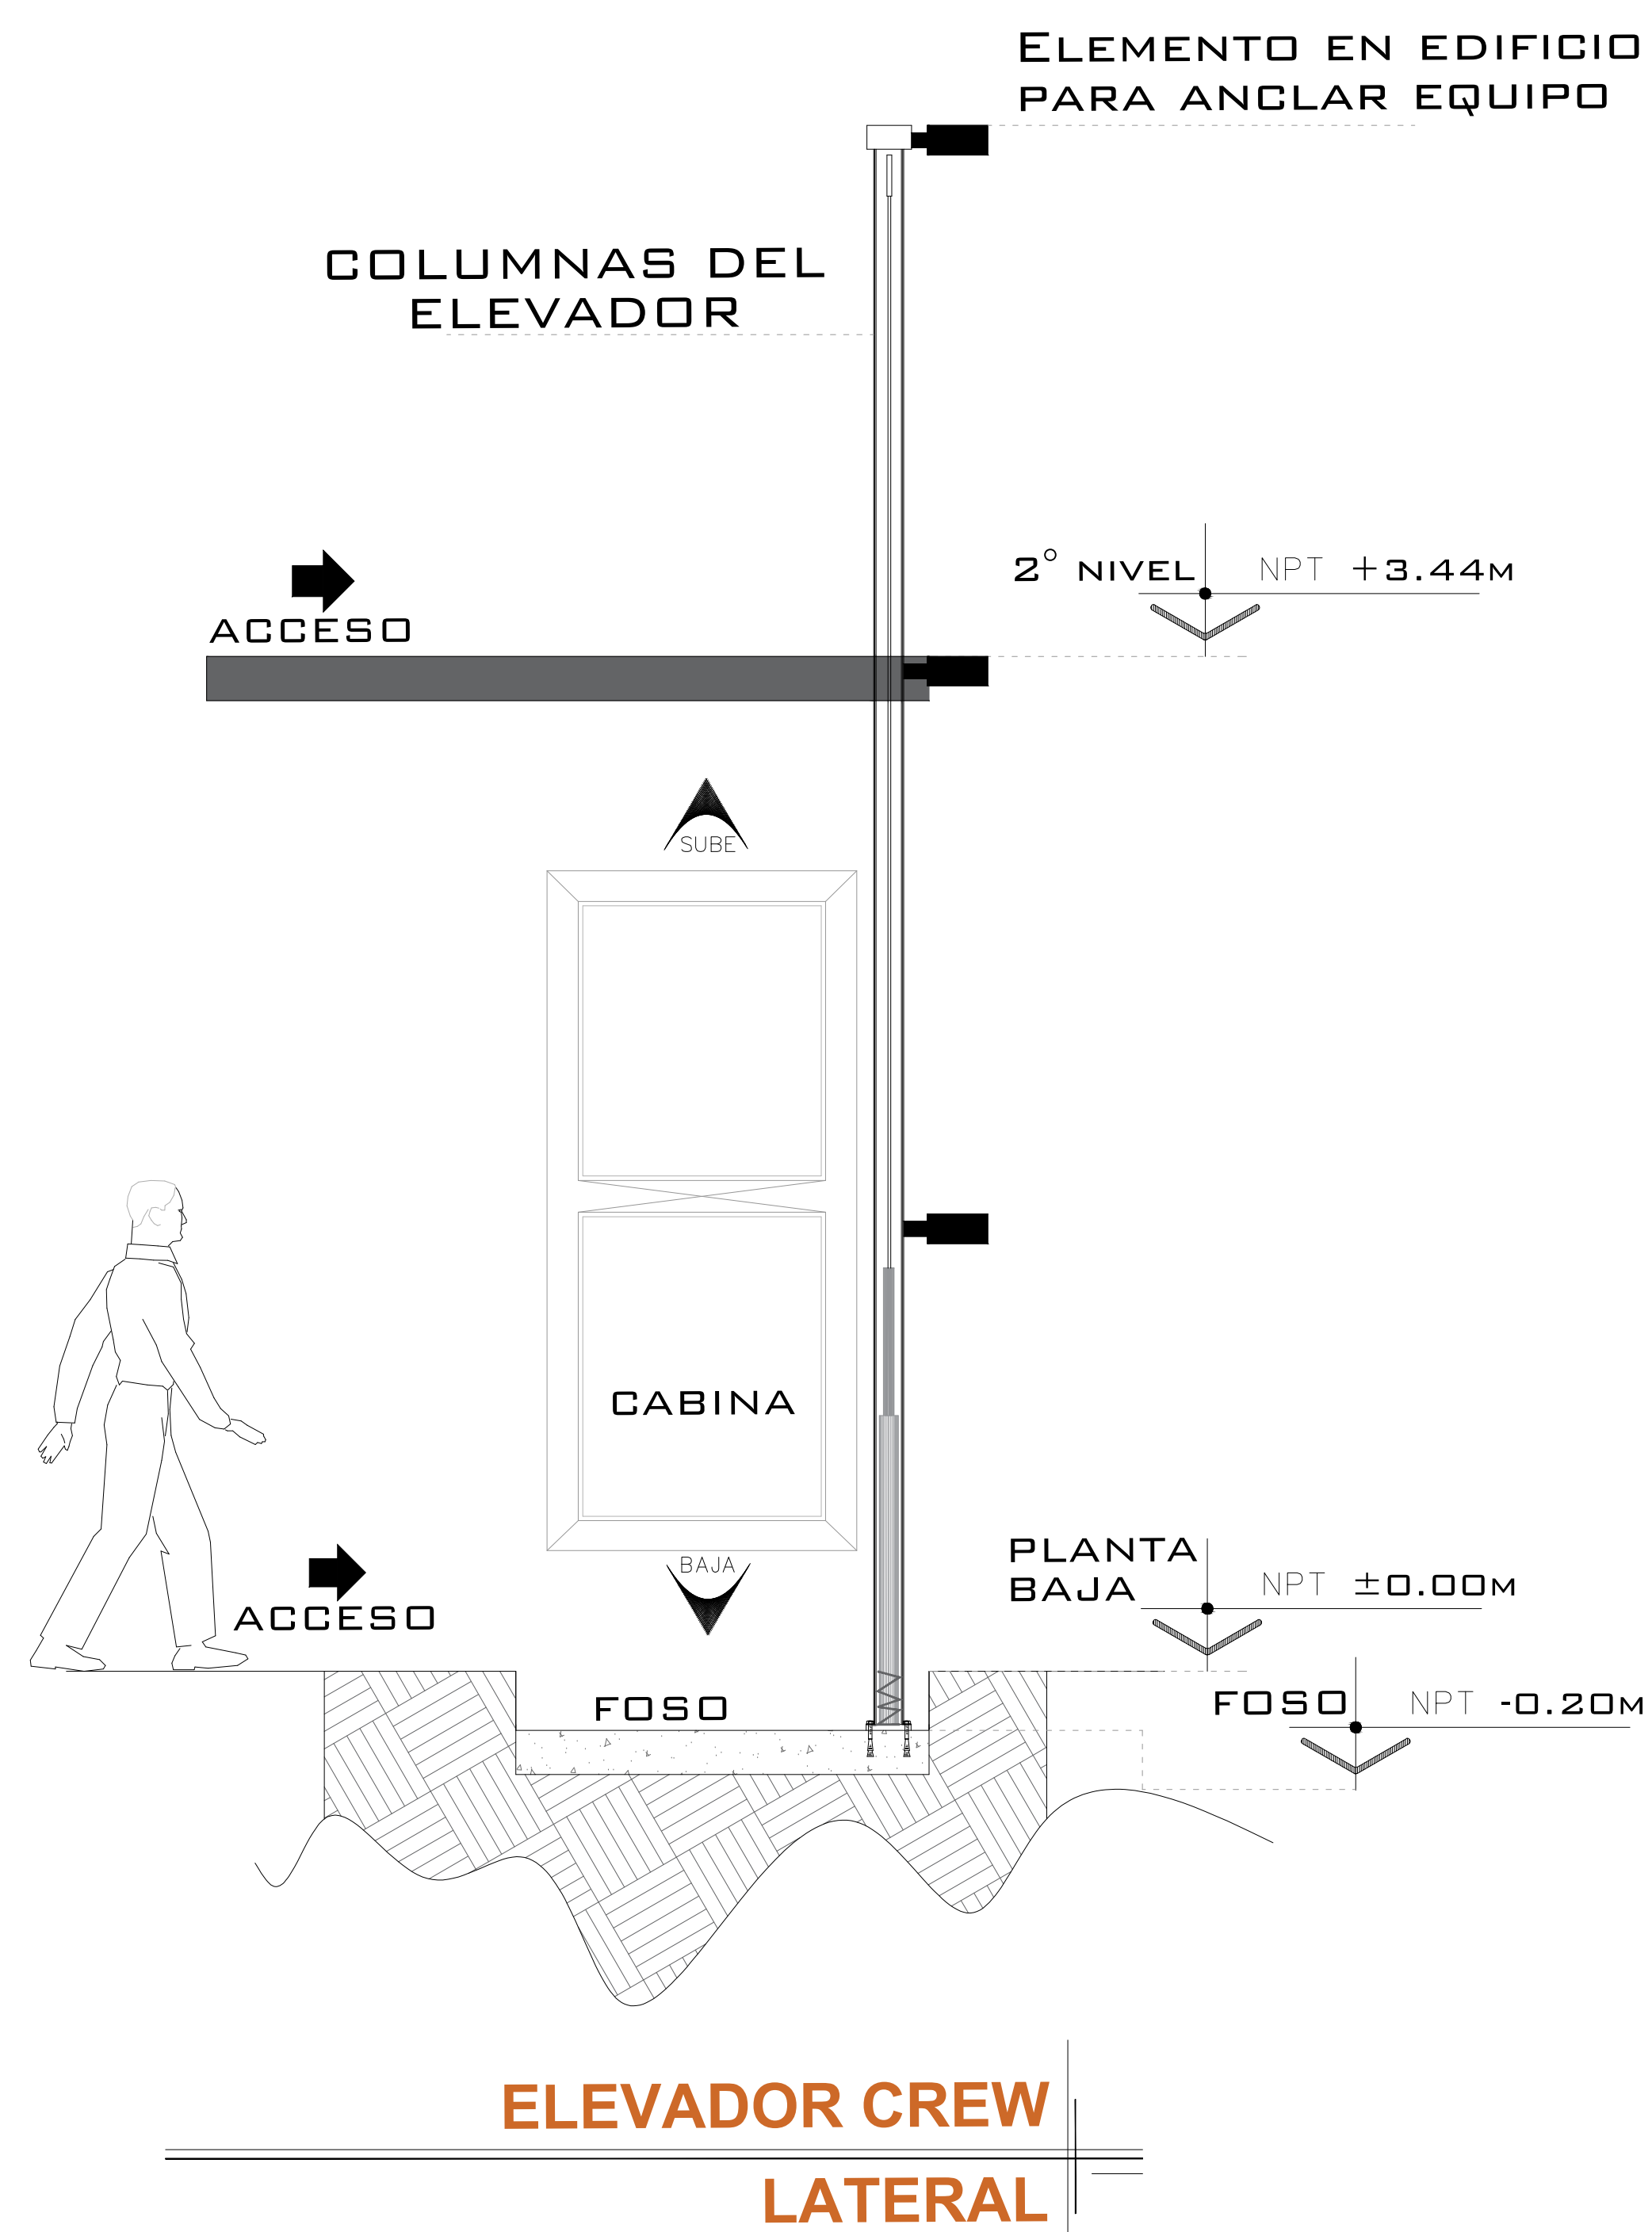 ELEMENTO EN EDIFICIO
PARA ANCLAR EQUIPO
COLUMNAS DEL
ELEVADOR
2° NIVEL NPT +3.44M
ACCESO
SUBE
CABINA
BAJA
PLANTA
BAJA NPT ±0.00M
ACCESO
FOSO
FOSO NPT -0.20M
ELEVADOR CREW
LATERAL